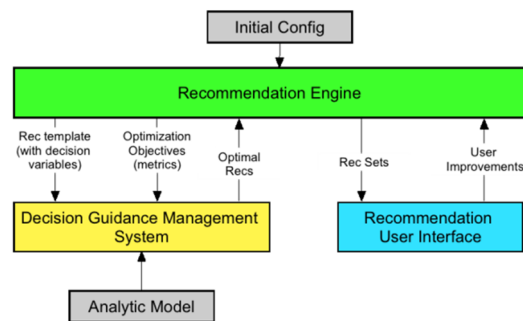 Initial Config
Recommendation Engine
Rec template
(with decision
variables)
Optimization
Objectives
(metrics)
Optimal
Recs
Rec Sets
User
Improvements
Decision Guidance Management
System
Recommendation
User Interface
Analytic Model